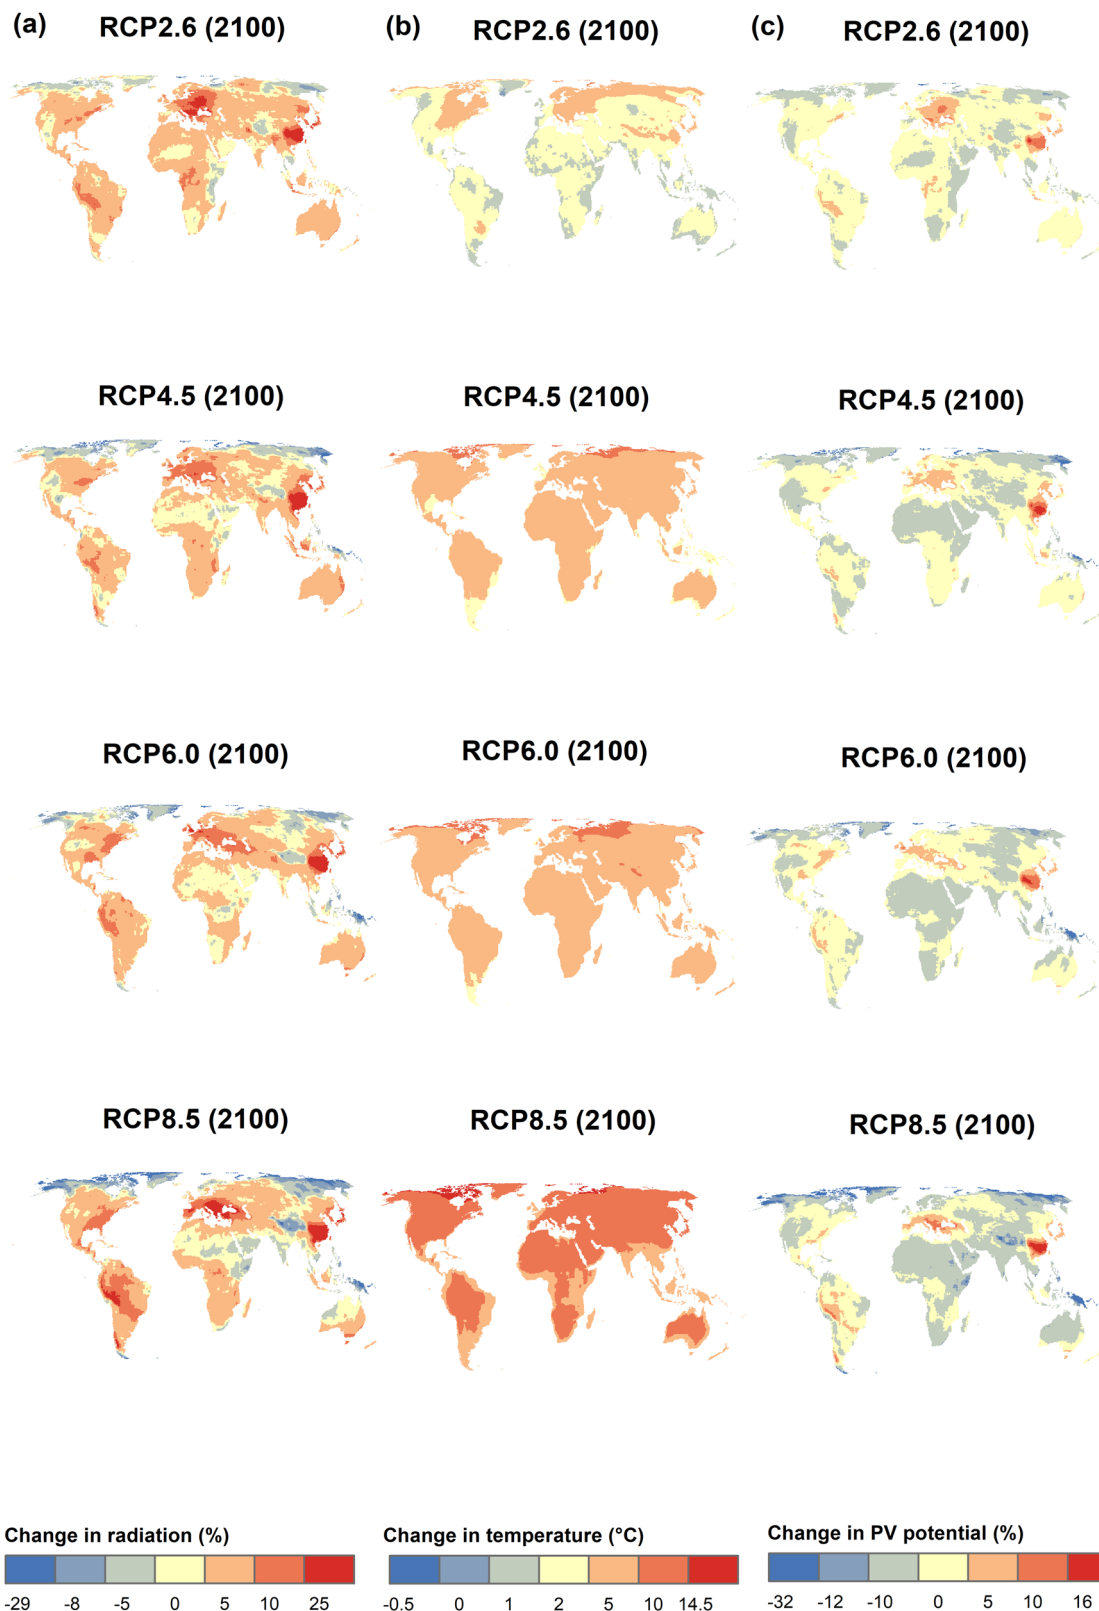 (a) RCP2.6 (2100) (b) RCP2.6 (2100) (c) RCP2.6 (2100)
RCP4.5 (2100) RCP4.5 (2100) RCP4.5 (2100)
RCP6.0 (2100) RCP6.0 (2100) RCP6.0 (2100)
RCP8.5 (2100) RCP8.5 (2100) RCP8.5 (2100)
Change in radiation (%)
-29 -8 -5 0 5 10 25
Change in temperature (°C)
-0.5 0 1 2 5 10 14.5
Change in PV potential (%)
-32 -12 -10 0 5 10 16